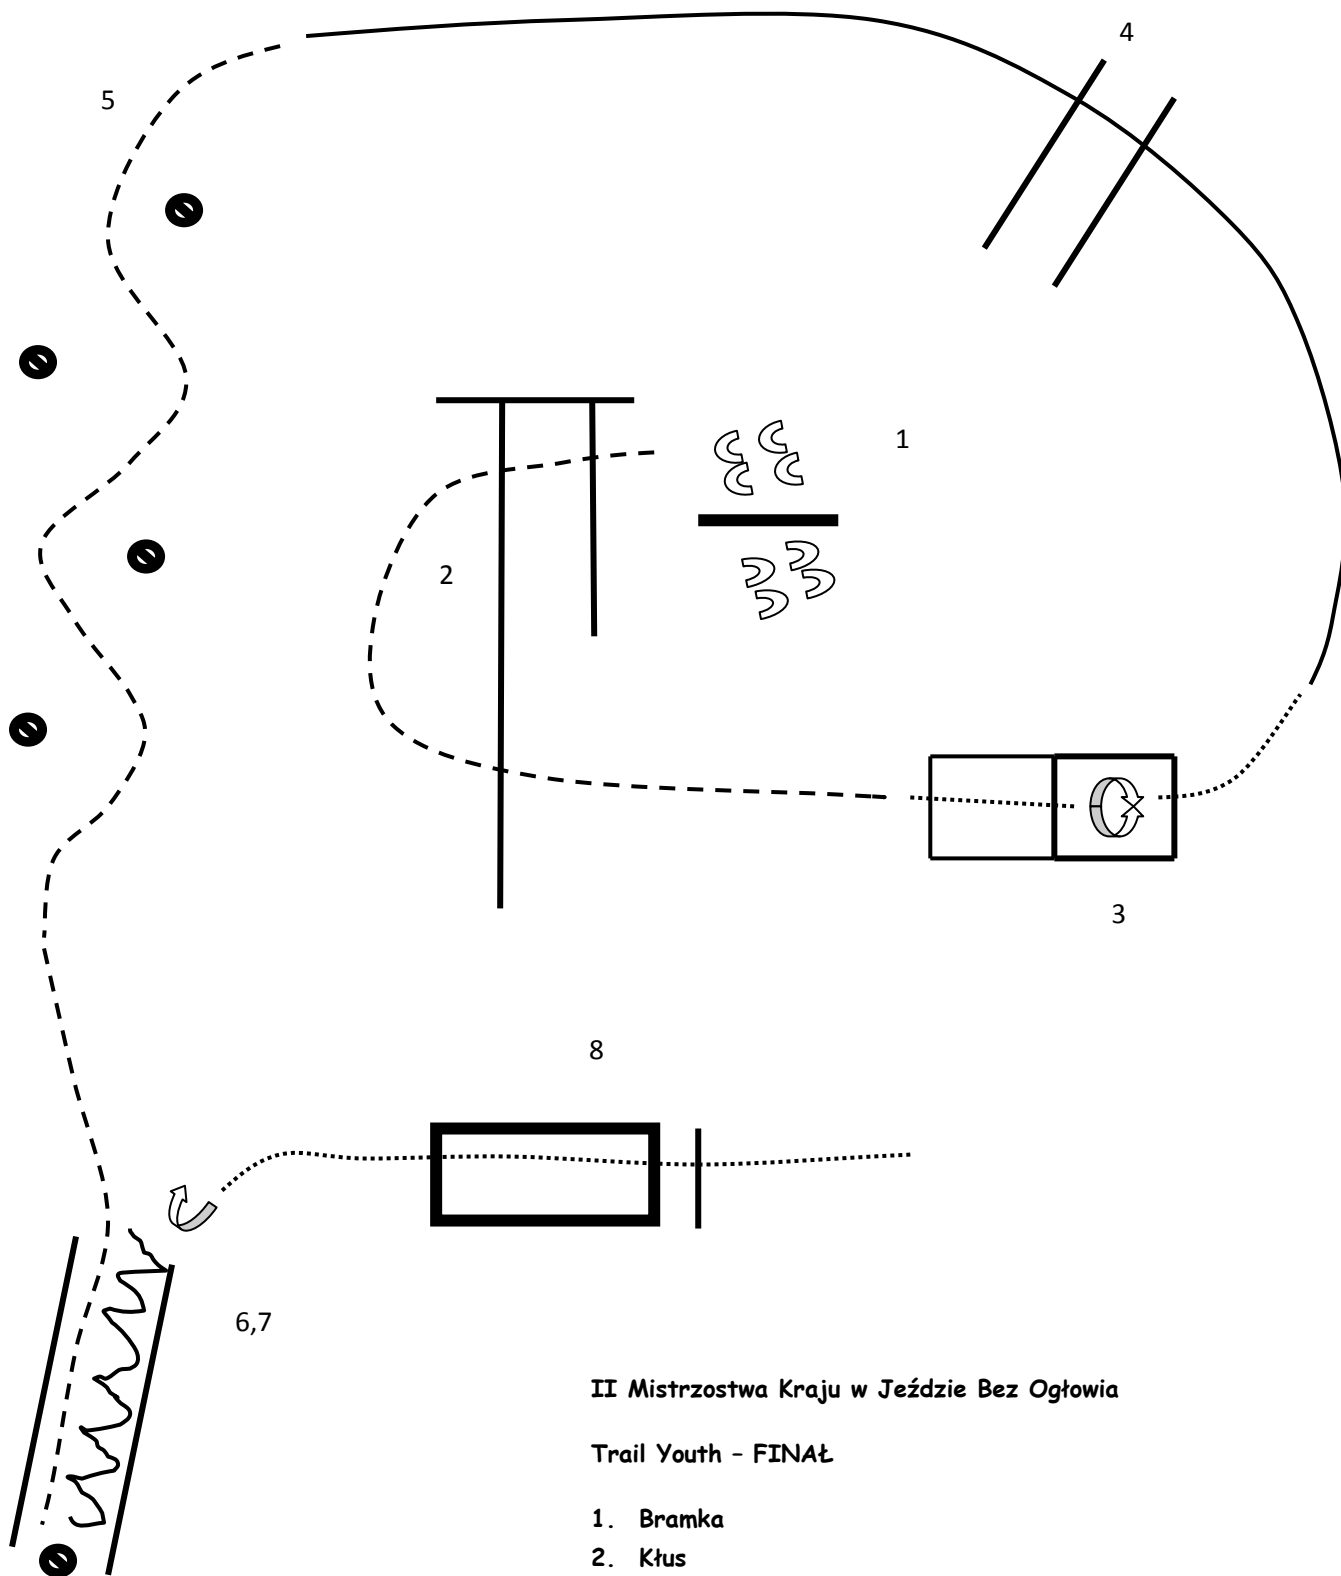 4
5
1
2
3
8
6,7
II Mistrzostwa Kraju w Jeździe Bez Ogłowia
Trail Youth – FINAŁ
1. Bramka
2. Kłus